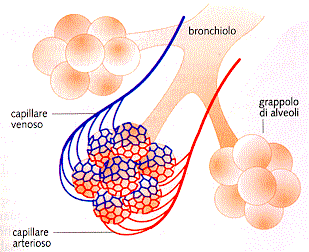 bronchiolo
capillare
venoso
grappolo
di alveoli
capillare
arterioso